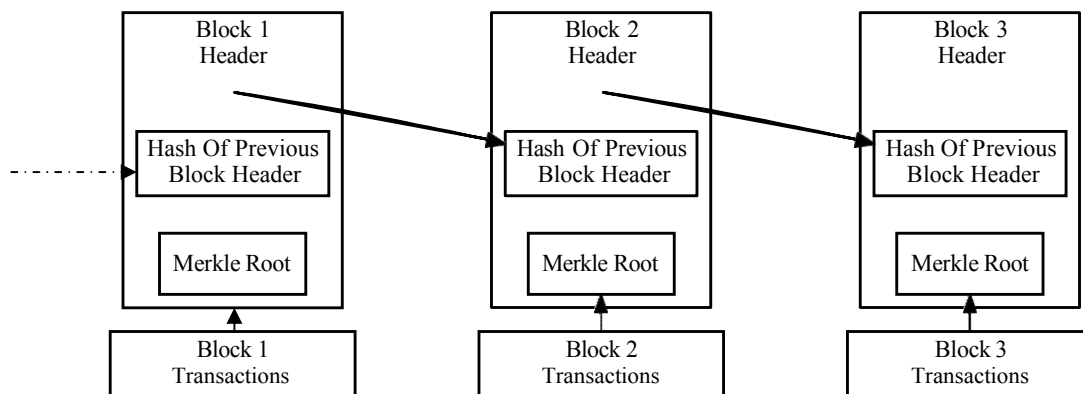 Block 1
Header
Hash Of Previous
Block Header
Merkle Root
Block 1
Transactions
Block 2
Header
Hash Of Previous
Block Header
Merkle Root
Block 2
Transactions
Block 3
Header
Hash Of Previous
Block Header
Merkle Root
Block 3
Transactions